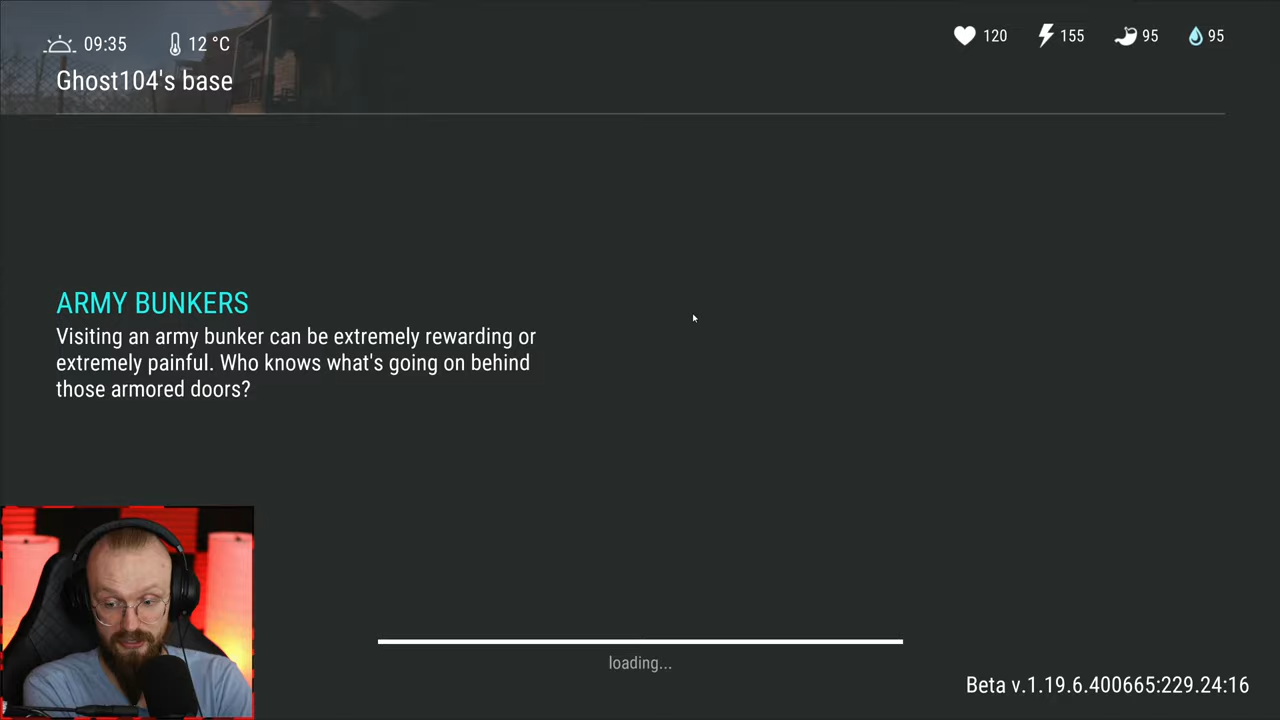 09:35
12 °C
120
155
95
95
Ghost104's base
ARMY BUNKERS
Visiting an army bunker can be extremely rewarding or
extremely painful. Who knows what's going on behind
those armored doors?
loading...
Beta v.1.19.6.400665:229.24:16